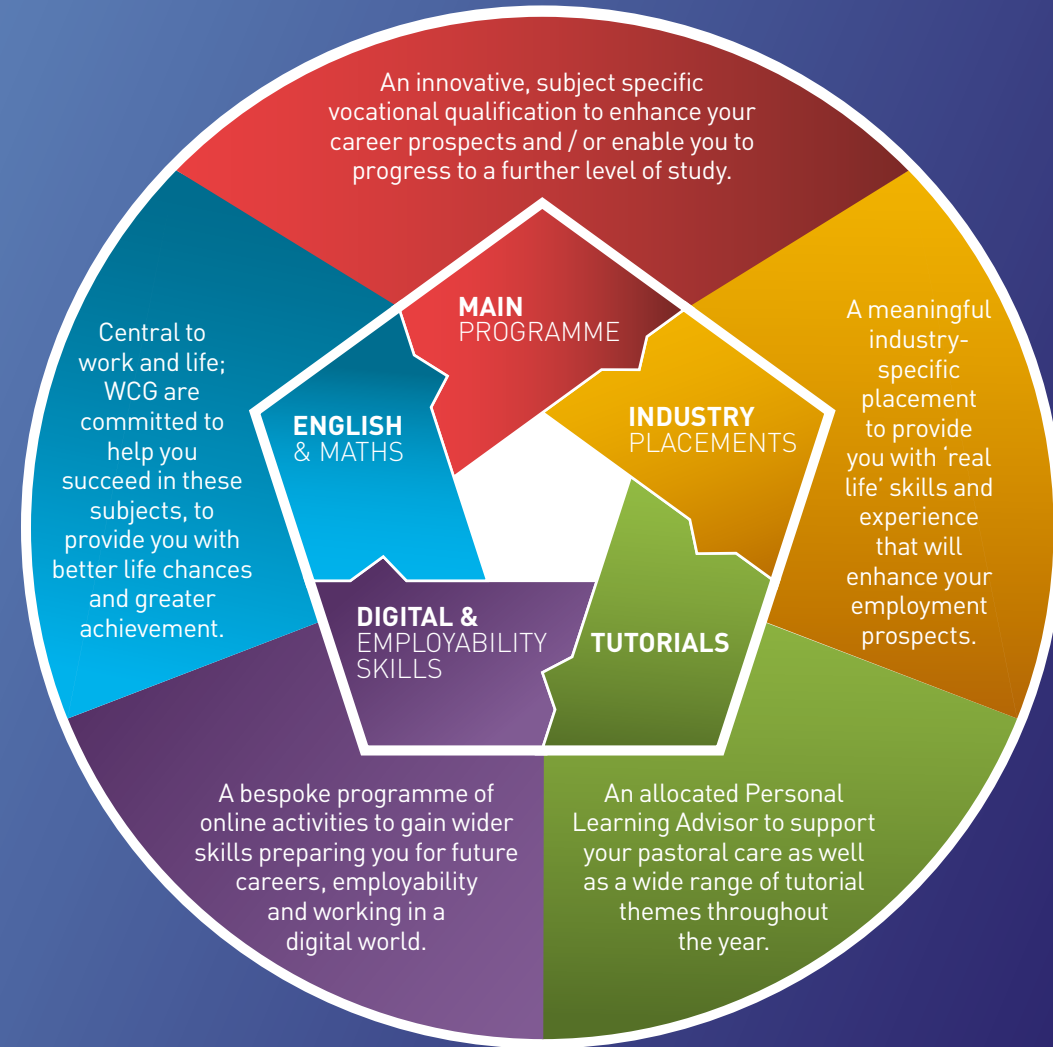 An innovative, subject specific
vocational qualification to enhance your
career prospects and / or enable you to
progress to a further level of study.
MAIN
PROGRAMME
A meaningful
industry-
specific
placement
to provide
you with ‘real
life’ skills and
experience
that will
enhance your
employment
prospects.
INDUSTRY
PLACEMENTS
An allocated Personal
Learning Advisor to support
your pastoral care as well
as a wide range of tutorial
themes throughout
the year.
TUTORIALS
A bespoke programme of
online activities to gain wider
skills preparing you for future
careers, employability
and working in a
digital world.
DIGITAL &
EMPLOYABILITY
SKILLS
Central to
work and life;
WCG are
committed to
help you
succeed in these
subjects, to
provide you with
better life chances
and greater
achievement.
ENGLISH
& MATHS